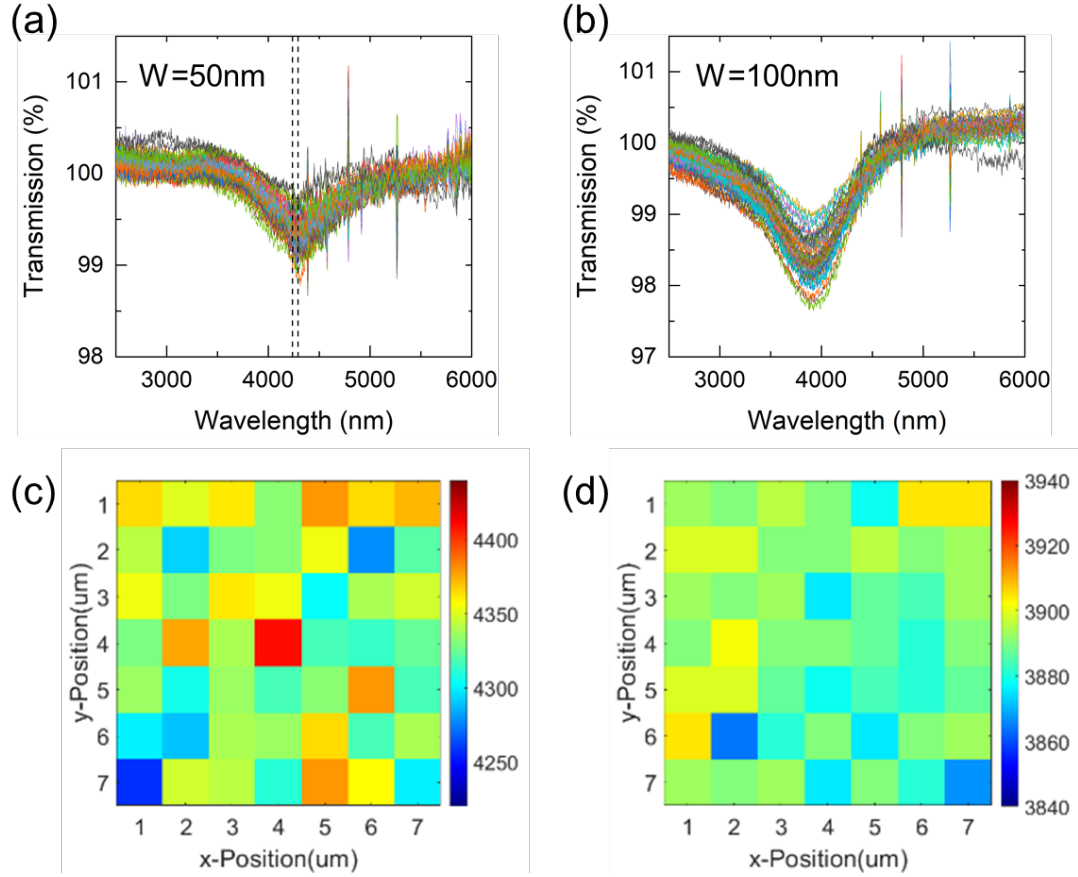 (a)
W=50nm
101
100
99
98
Transmission (%)
3000 4000 5000 6000
Wavelength (nm)
(b)
W=100nm
101
100
99
98
97
Transmission (%)
3000 4000 5000 6000
Wavelength (nm)
(c)
1
2
3
4
5
6
7
y-Position(um)
1 2 3 4 5 6 7
x-Position(um)
4400
4350
4300
4250
(d)
1
2
3
4
5
6
7
y-Position(um)
1 2 3 4 5 6 7
x-Position(um)
3940
3920
3900
3880
3860
3840